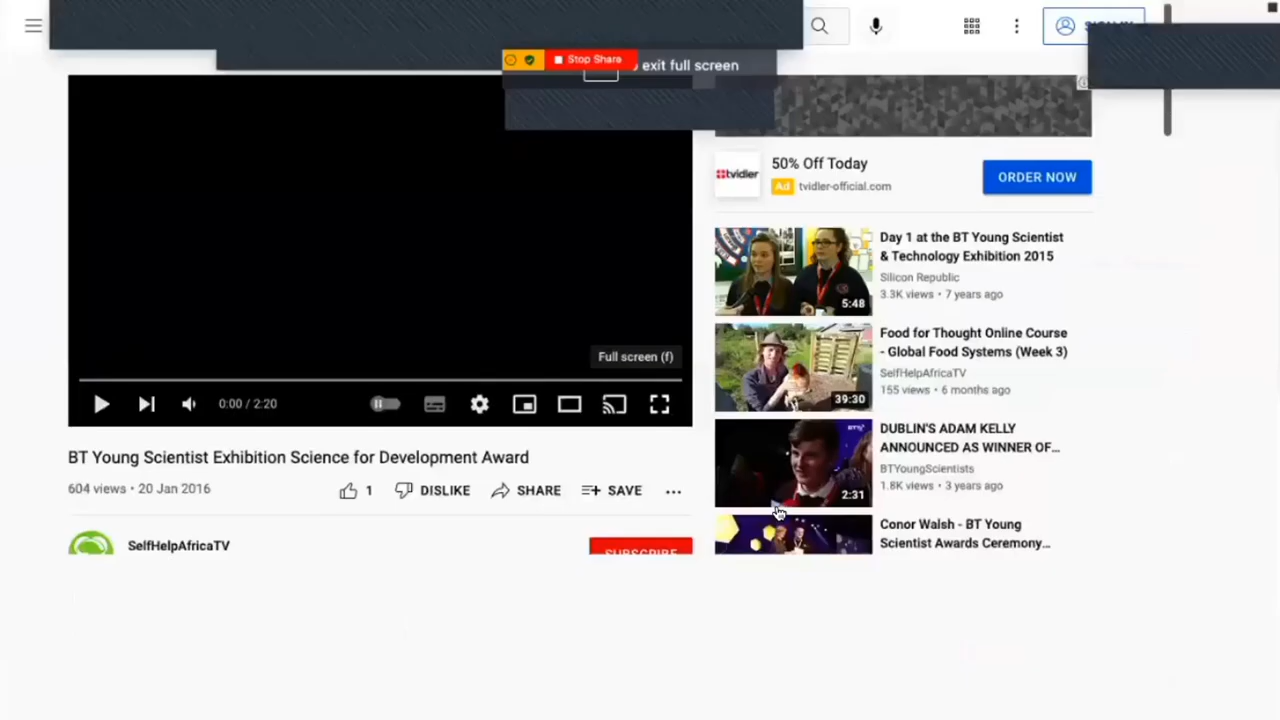 Stop Share
exit full screen
tvidler
50% Off Today
Ad tvidler-official.com
ORDER NOW
Full screen (f)
0:00 / 2:20
BT Young Scientist Exhibition Science for Development Award
604 views • 20 Jan 2016
1 DISLIKE SHARE SAVE
SelfHelpAfricaTV
SUBSCRIBE
5:48
Day 1 at the BT Young Scientist
& Technology Exhibition 2015
Silicon Republic
3.3K views • 7 years ago
39:30
Food for Thought Online Course
- Global Food Systems (Week 3)
SelfHelpAfricaTV
155 views • 6 months ago
2:31
DUBLIN'S ADAM KELLY
ANNOUNCED AS WINNER OF...
BTYoungScientists
1.8K views • 3 years ago
Conor Walsh - BT Young
Scientist Awards Ceremony...